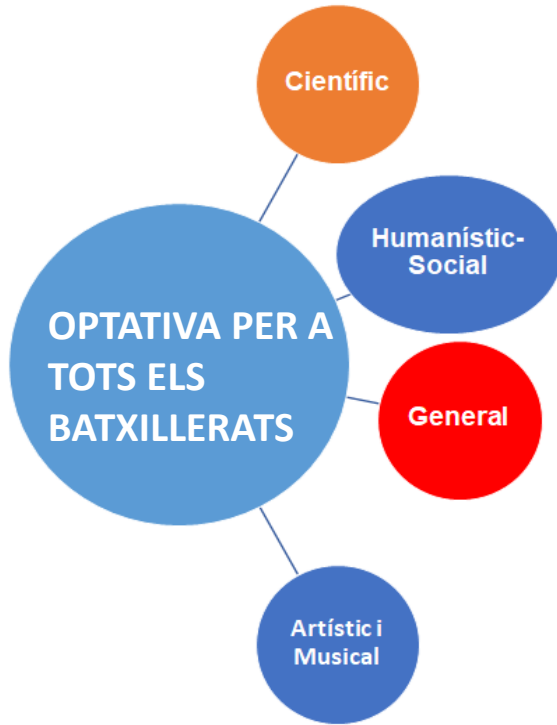 Científic
Humanístic-
Social
OPTATIVA PER A
TOTS ELS
BATXILLERATS
General
Artístic i
Musical